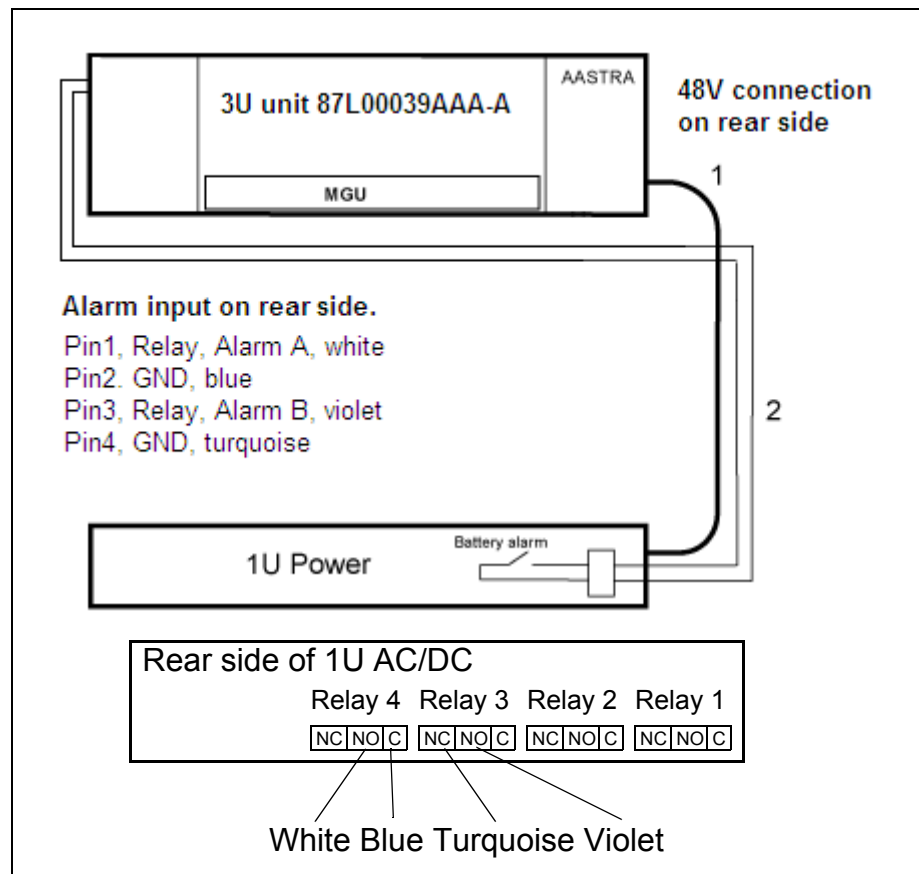 AASTRA
3U unit 87L00039AAA-A
MGU
48V connection
on rear side
1
Alarm input on rear side.
Pin1, Relay, Alarm A, white
Pin2. GND, blue
Pin3, Relay, Alarm B, violet
Pin4, GND, turquoise
2
1U Power
Battery alarm
Rear side of 1U AC/DC
Relay 4 Relay 3 Relay 2 Relay 1
NC NO C NC NO C NC NO C NC NO C
White Blue Turquoise Violet